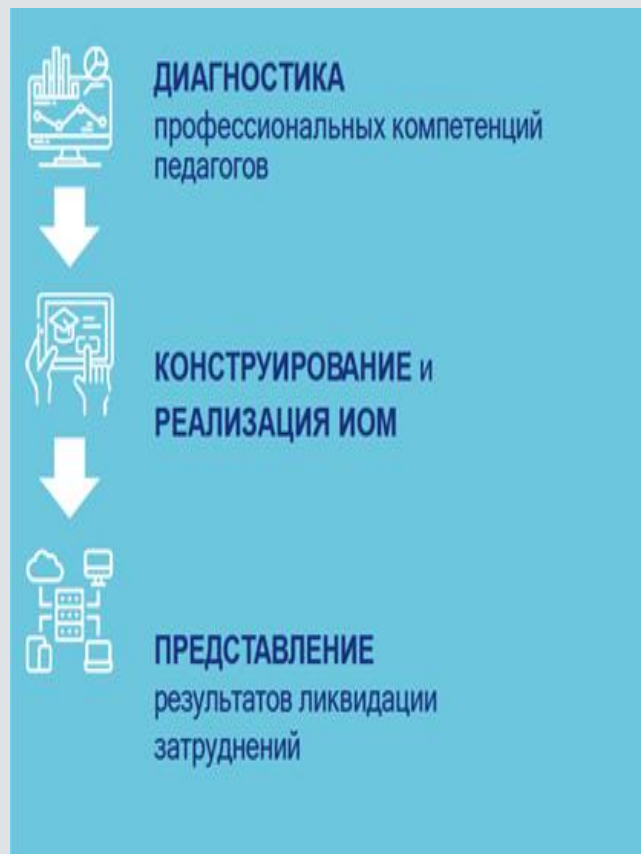 ДИАГНОСТИКА
профессиональных компетенций
педагогов
КОНСТРУИРОВАНИЕ и
РЕАЛИЗАЦИЯ ИОМ
ПРЕДСТАВЛЕНИЕ
результатов ликвидации
затруднений